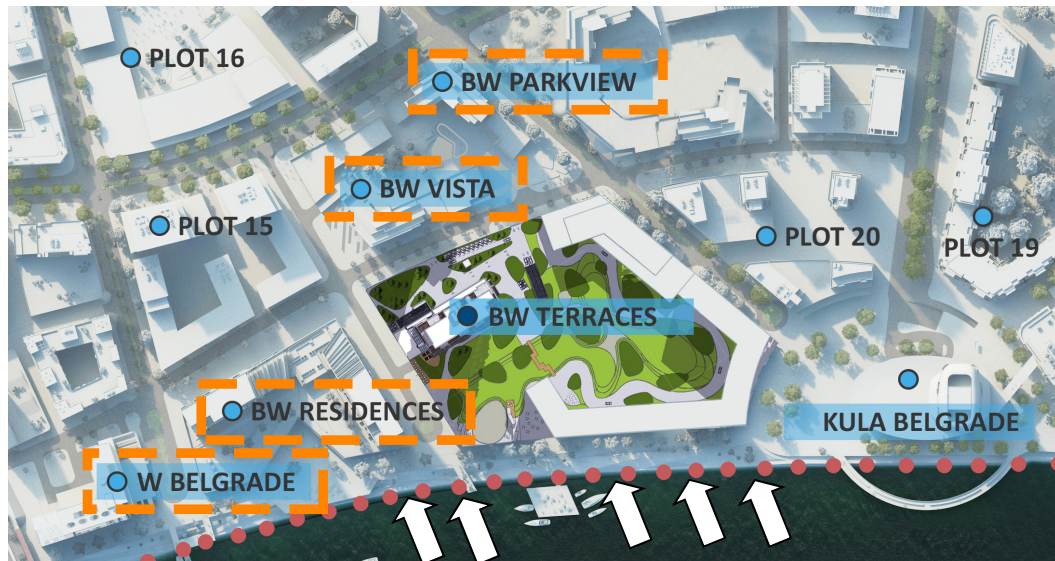 PLOT 16
BW PARKVIEW
BW VISTA
PLOT 15
PLOT 20
PLOT 19
BW TERRACES
BW RESIDENCES
KULA BELGRADE
W BELGRADE